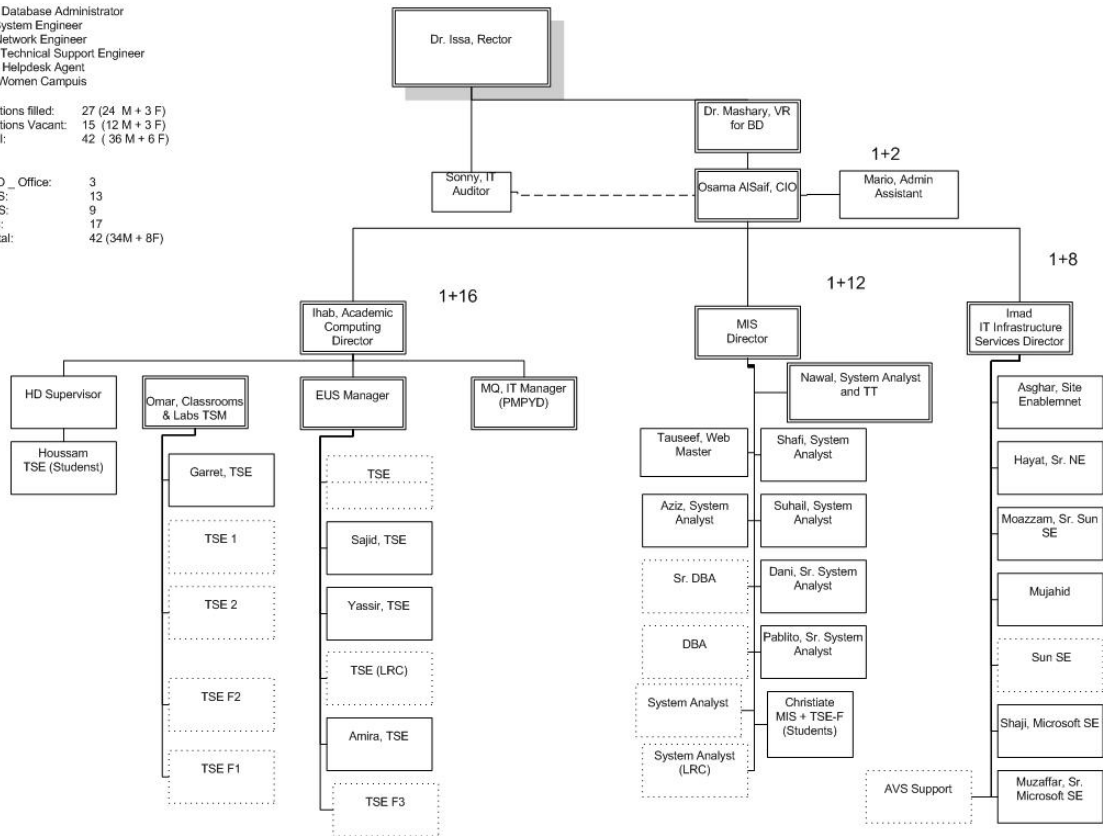 Database Administrator
ystem Engineer
etwork Engineer
Technical Support Engineer
Helpdesk Agent
Women Campuis
tions filled: 27 (24 M + 3 F)
tions Vacant: 15 (12 M + 3 F)
l: 42 ( 36 M + 6 F)
O _ Office: 3
S: 13
S: 9
: 17
tal: 42 (34M + 8F)
Dr. Issa, Rector
Dr. Mashary, VR
for BD
Sonny, IT
Auditor
Osama AlSaif, CIO
1+2
Mario, Admin
Assistant
1+16
1+12
1+8
Ihab, Academic
Computing
Director
MIS
Director
Imad
IT Infrastructure
Services Director
HD Supervisor
Omar, Classrooms
& Labs TSM
EUS Manager
MQ, IT Manager
(PMPYD)
Nawal, System Analyst
and TT
Houssam
TSE (Studenst)
Garret, TSE
TSE 1
TSE 2
TSE F2
TSE F1
TSE
Sajid, TSE
Yassir, TSE
TSE (LRC)
Amira, TSE
TSE F3
Tauseef, Web
Master
Shafi, System
Analyst
Aziz, System
Analyst
Suhail, System
Analyst
Sr. DBA
Dani, Sr. System
Analyst
DBA
Pablito, Sr. System
Analyst
System Analyst
Christiate
MIS + TSE-F
(Students)
System Analyst
(LRC)
Asghar, Site
Enablemnet
Hayat, Sr. NE
Moazzam, Sr. Sun
SE
Mujahid
Sun SE
Shaji, Microsoft SE
AVS Support
Muzaffar, Sr.
Microsoft SE